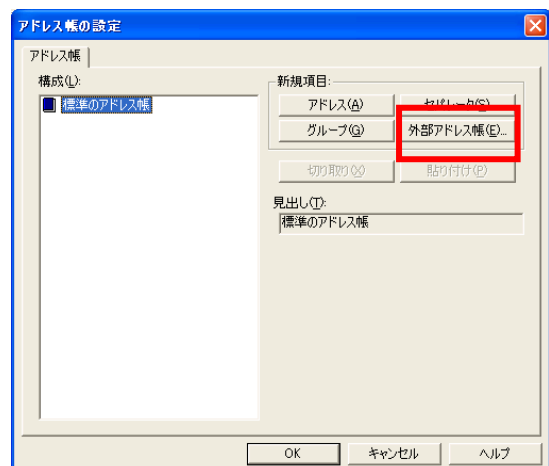 アドレス帳の設定
アドレス帳
構成(L):
標準のアドレス帳
新規項目:
アドレス(A)
セパレータ(S)
グループ(G)
外部アドレス帳(E)...
切り取り(X)
貼り付け(P)
見出し(T):
標準のアドレス帳
OK
キャンセル
ヘルプ